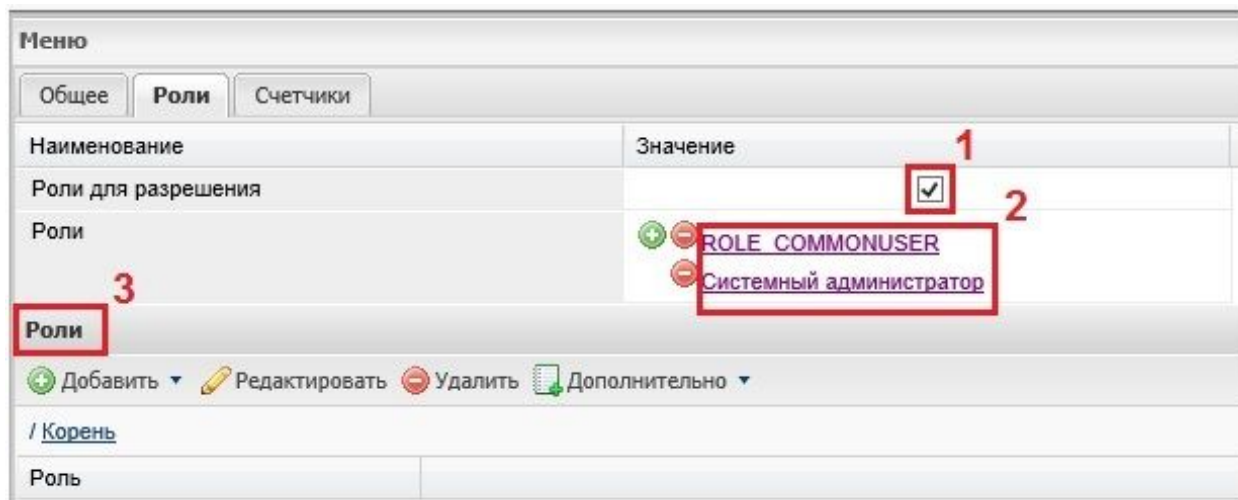 Меню
Общее Роли Счетчики
Наименование Значение 1
Роли для разрешения 2
Роли ROLE_COMMONUSER
Системный администратор
3
Роли
Добавить Редактировать Удалить Дополнительно
/ Корень
Роль